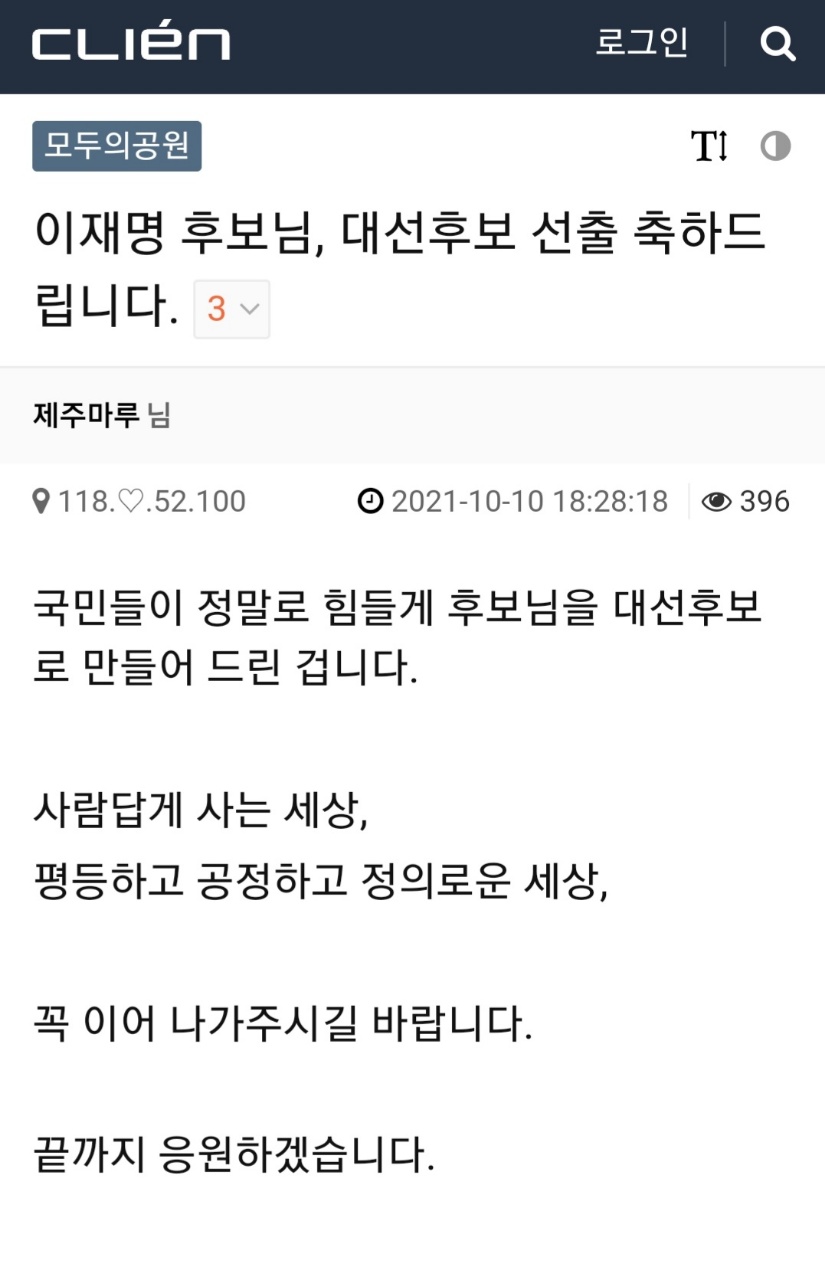 CLIéN
로그인
모두의공원
T
이재명 후보님, 대선후보 선출 축하드
립니다. 3
제주마루 님
118.♡.52.100 2021-10-10 18:28:18 396
국민들이 정말로 힘들게 후보님을 대선후보
로 만들어 드린 겁니다.
사람답게 사는 세상,
평등하고 공정하고 정의로운 세상,
꼭 이어 나가주시길 바랍니다.
끝까지 응원하겠습니다.